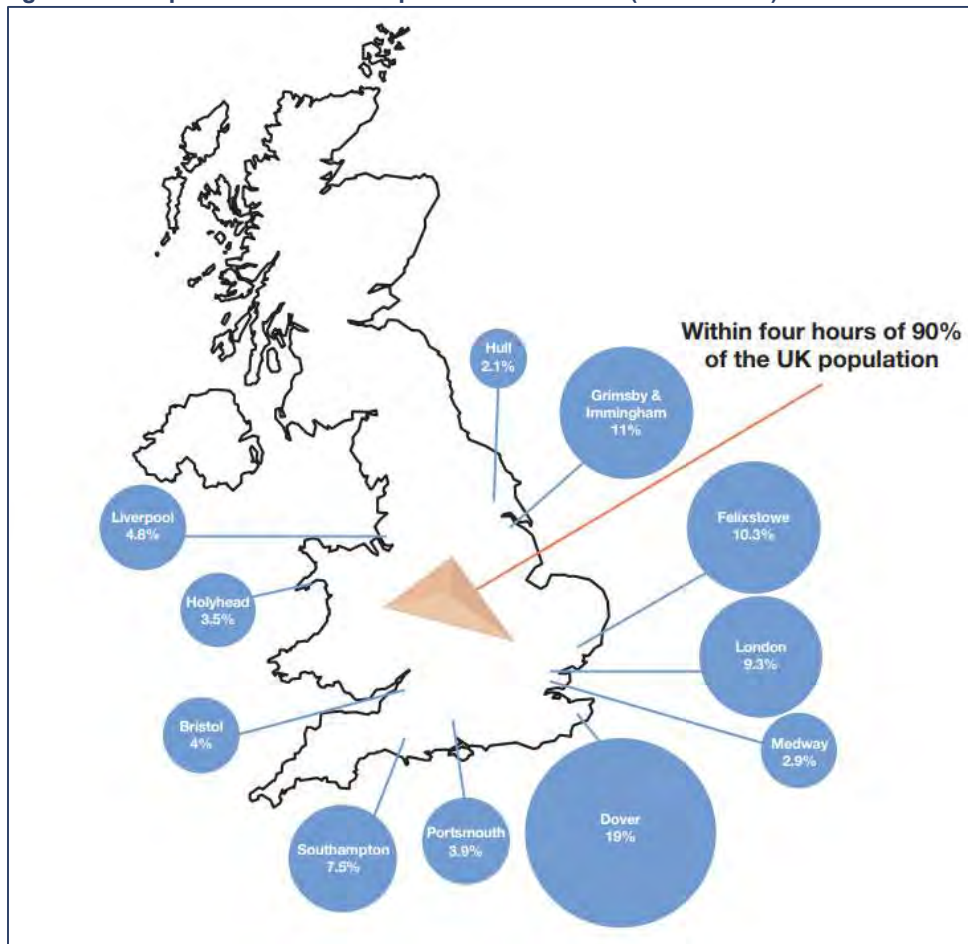 Within four hours of 90%
of the UK population
Hull
2.1%
Grimsby &
Immingham
11%
Liverpool
4.8%
Felixstowe
10.3%
Holyhead
3.5%
London
9.3%
Bristol
4%
Medway
2.9%
Dover
19%
Portsmouth
3.9%
Southampton
7.5%